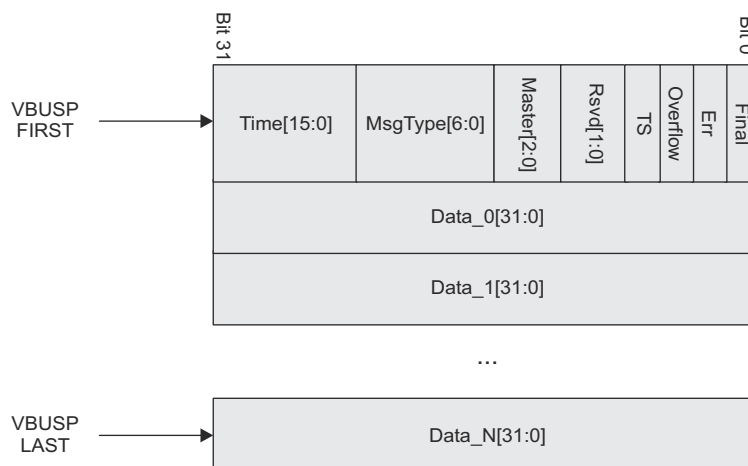 Bit 31
Bit 0
VBUSP
FIRST
Time[15:0]
MsgType[6:0]
Master[2:0]
Rsvd[1:0]
TS
Overflow
Err
Final
Data_0[31:0]
Data_1[31:0]
...
VBUSP
LAST
Data_N[31:0]